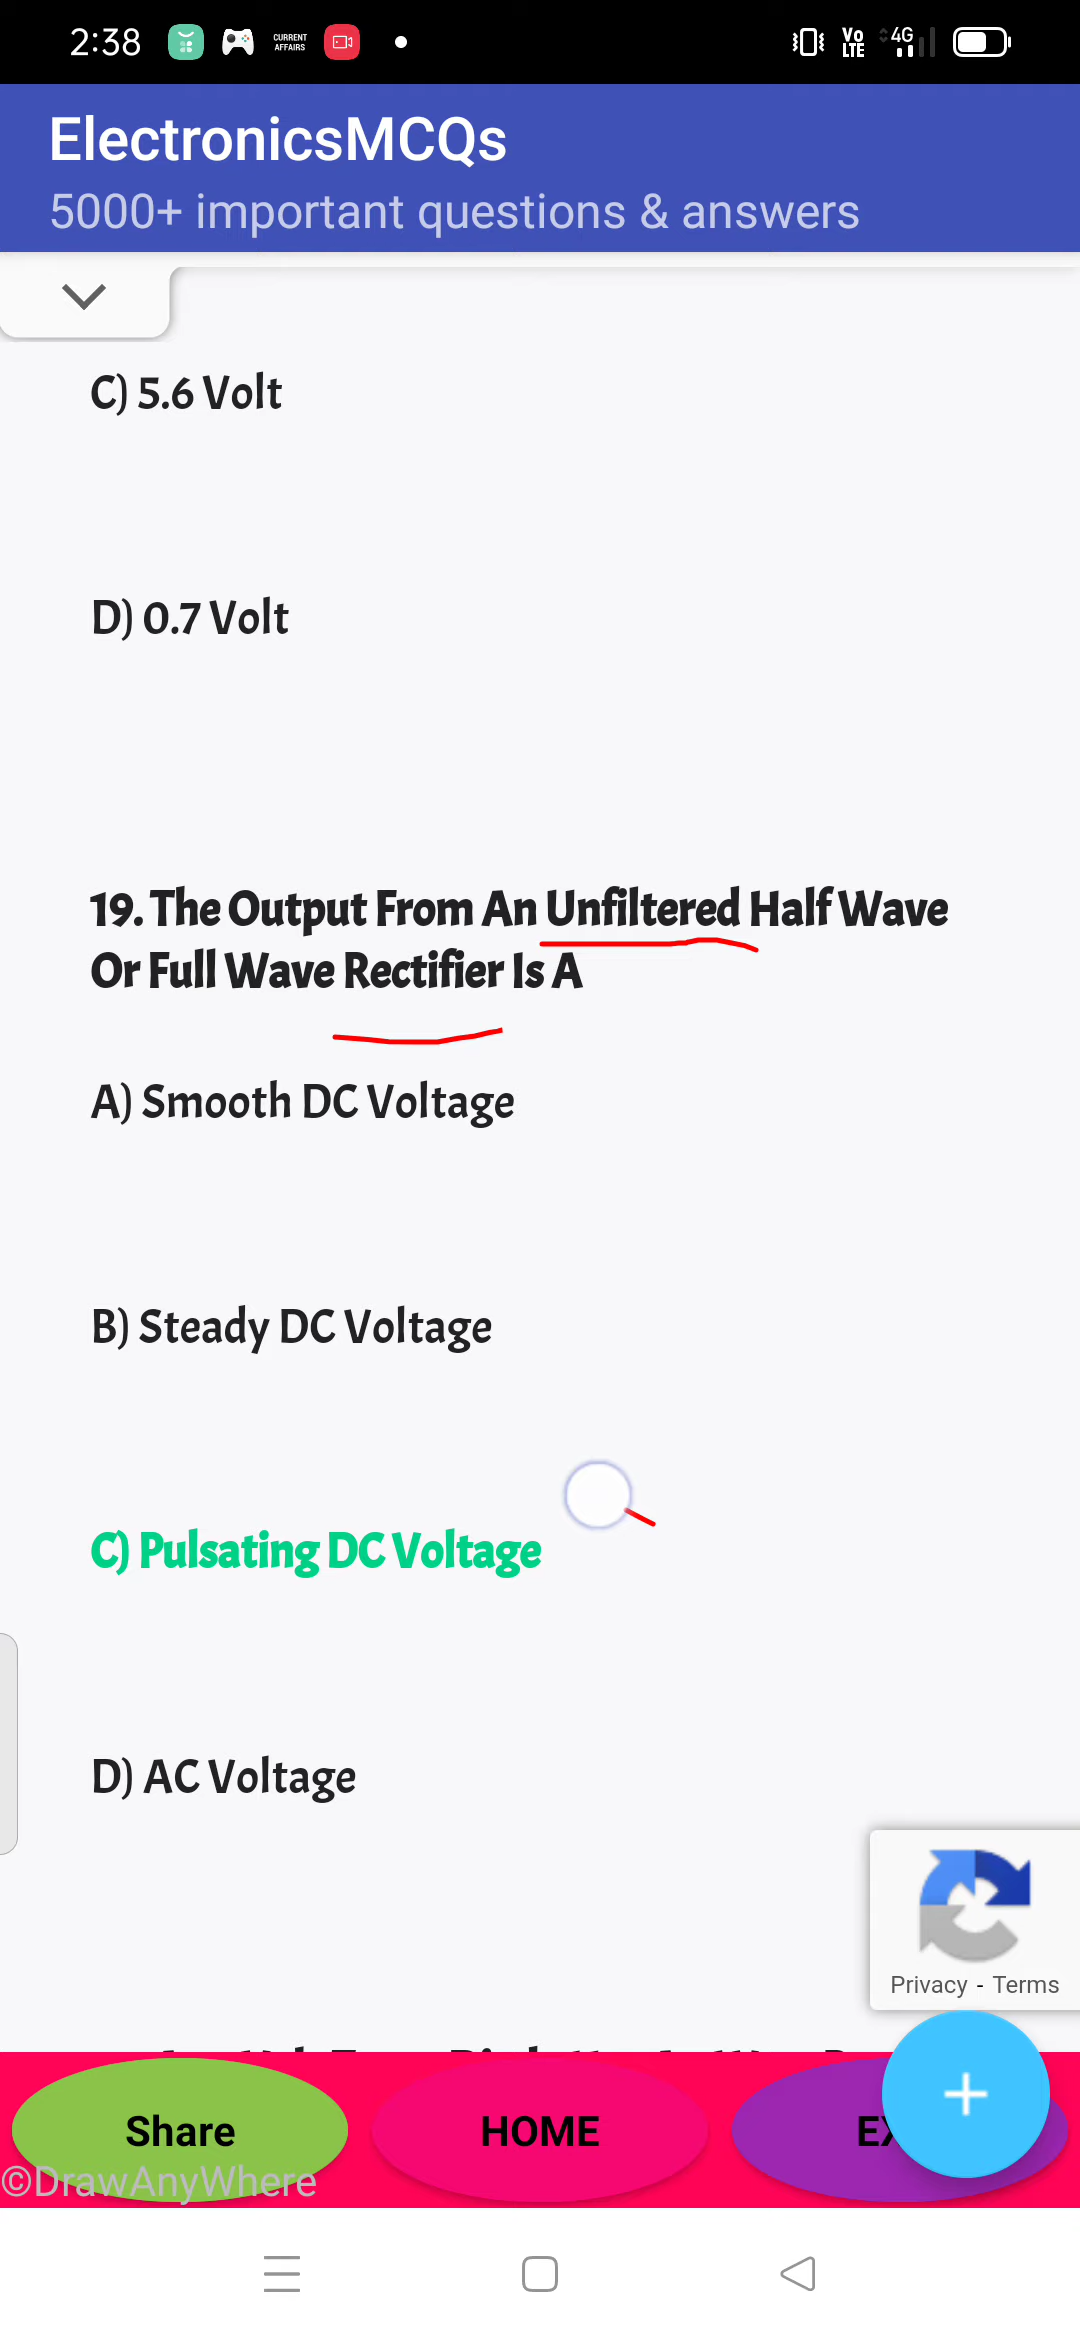 2:38
CURRENT
AFFAIRS
Vo
LTE
4G
ElectronicsMCQs
5000+ important questions & answers
C) 5.6 Volt
D) 0.7 Volt
19. The Output From An Unfiltered Half Wave
Or Full Wave Rectifier Is A
A) Smooth DC Voltage
B) Steady DC Voltage
C) Pulsating DC Voltage
D) AC Voltage
Privacy - Terms
Share
HOME
+
©DrawAnyWhere